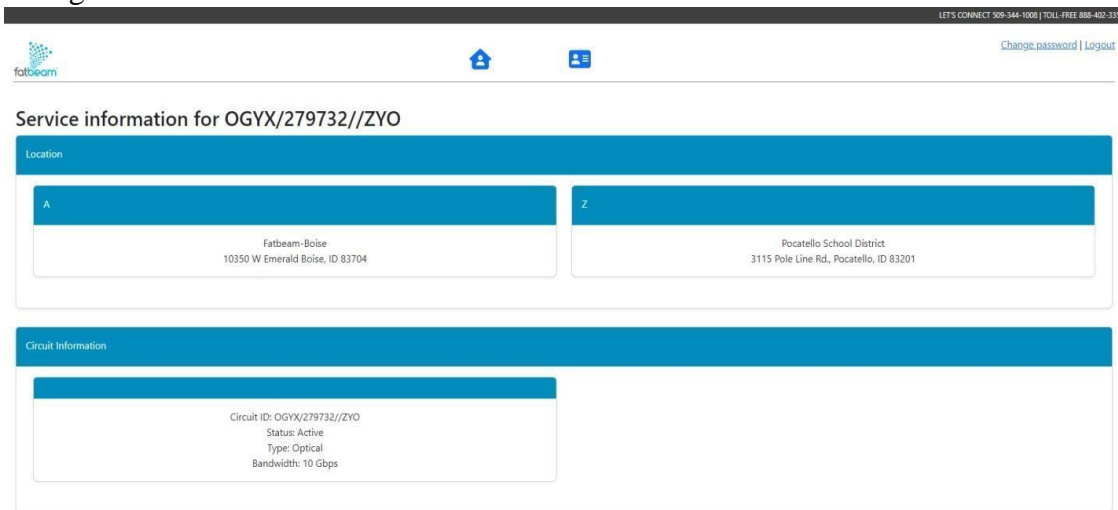 LET'S CONNECT 509-344-1008 | TOLL-FREE 888-402-335
fatbeam
Change password | Logout
Service information for OGYX/279732//ZYO
Location
A
Fatbeam-Boise
10350 W Emerald Boise, ID 83704
Z
Pocatello School District
3115 Pole Line Rd., Pocatello, ID 83201
Circuit Information
Circuit ID: OGYX/279732//ZYO
Status: Active
Type: Optical
Bandwidth: 10 Gbps